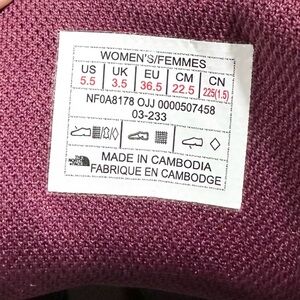 WOMEN'S/FEMMES
US UK EU CM CN
5.5 3.5 36.5 22.5 225(1.5)
NF0A8178 OJJ 0000507458
03-233
THE NORTH FACE
MADE IN CAMBODIA
FABRIQUE EN CAMBODGE